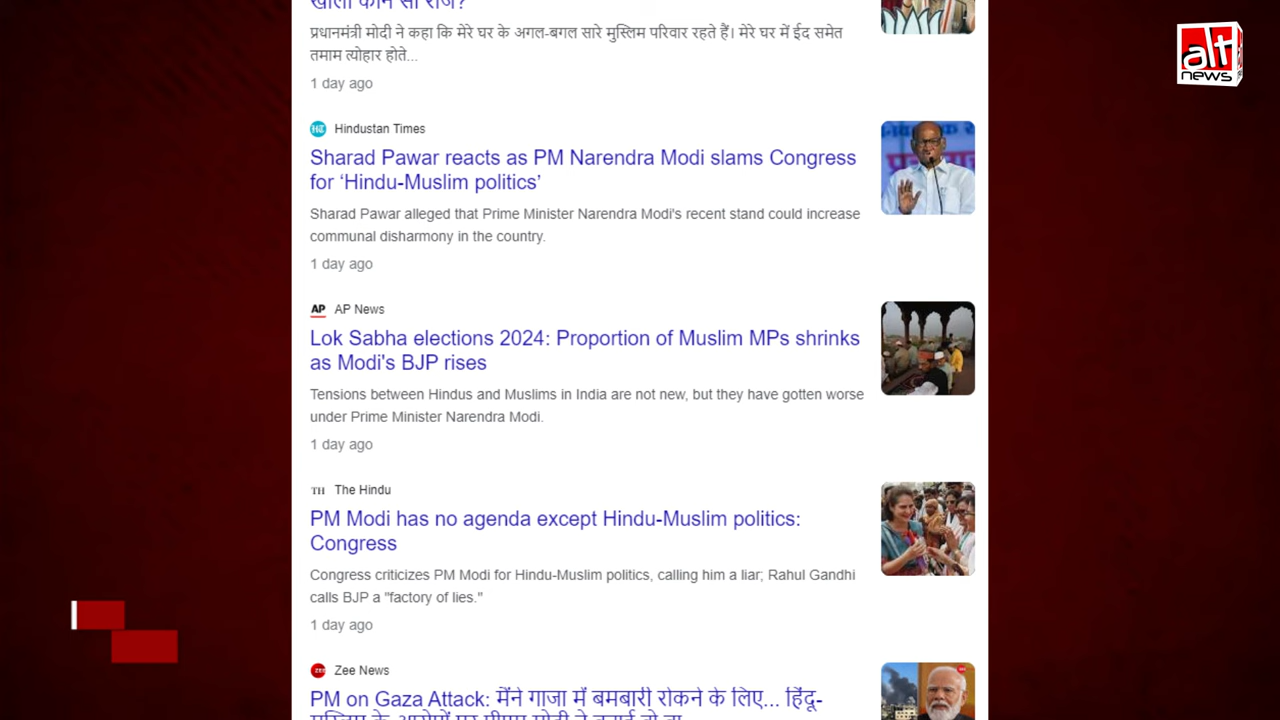 खोली कौन सी राज?
प्रधानमंत्री मोदी ने कहा कि मेरे घर के अगल-बगल सारे मुस्लिम परिवार रहते हैं। मेरे घर में ईद समेत
तमाम त्योहार होते...
1 day ago
Hindustan Times
Sharad Pawar reacts as PM Narendra Modi slams Congress
for ‘Hindu-Muslim politics’
Sharad Pawar alleged that Prime Minister Narendra Modi's recent stand could increase
communal disharmony in the country.
1 day ago
AP AP News
Lok Sabha elections 2024: Proportion of Muslim MPs shrinks
as Modi's BJP rises
Tensions between Hindus and Muslims in India are not new, but they have gotten worse
under Prime Minister Narendra Modi.
1 day ago
TH The Hindu
PM Modi has no agenda except Hindu-Muslim politics:
Congress
Congress criticizes PM Modi for Hindu-Muslim politics, calling him a liar; Rahul Gandhi
calls BJP a "factory of lies."
1 day ago
Zee News
PM on Gaza Attack: मैंने गाजा में बमबारी रोकने के लिए... हिंदू-
alt
news